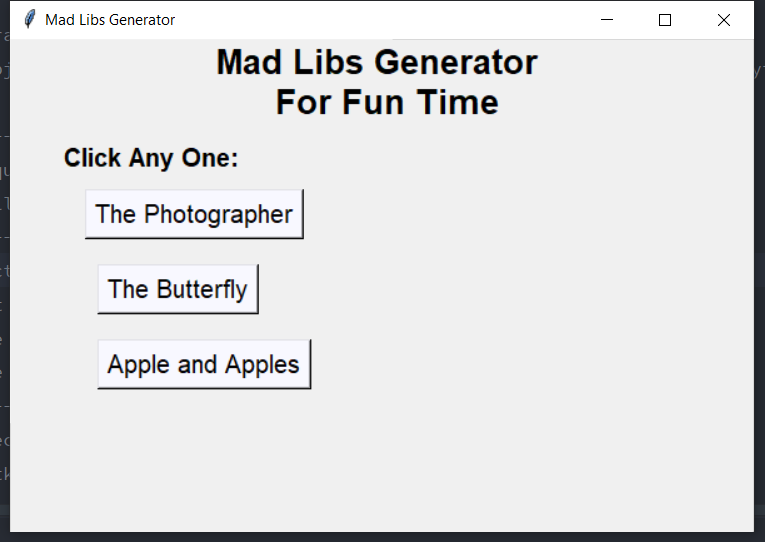 Mad Libs Generator
Mad Libs Generator
For Fun Time
Click Any One:
The Photographer
The Butterfly
Apple and Apples